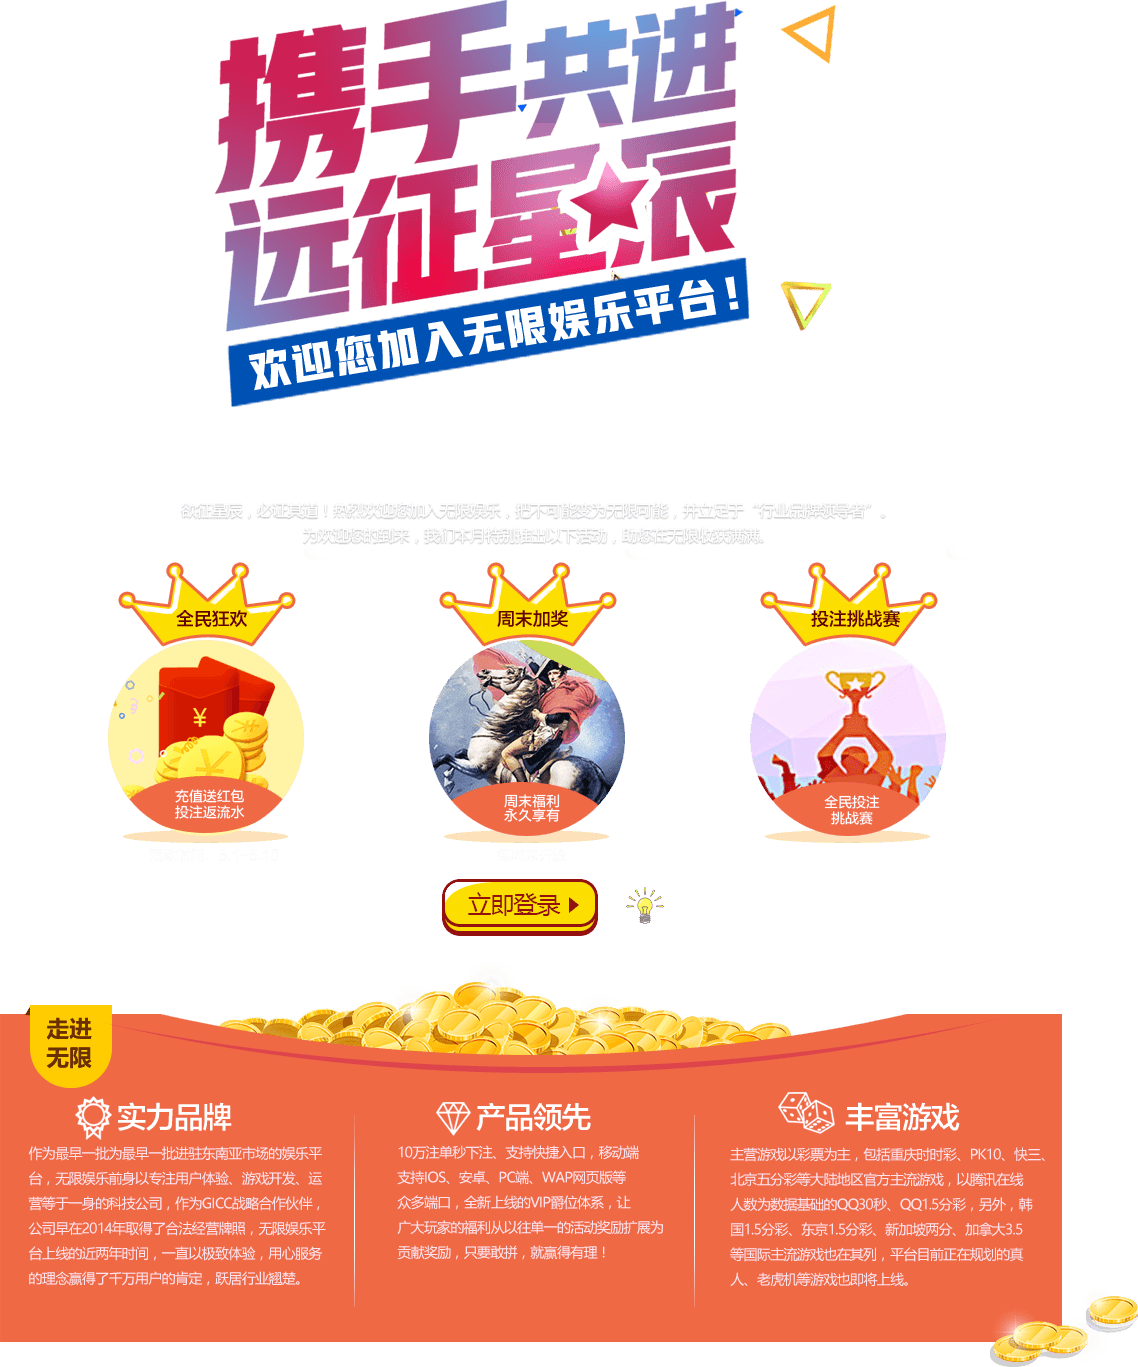 携手共进
远征星辰
欢迎您加入无限娱乐平台！
欲征星辰，必证真道！热烈欢迎您加入无限娱乐，把不可能变为无限可能，并立足于“行业品牌领导者”。
为欢迎您的到来，我们本月特别推出以下活动，助您在无限收获满满。
全民狂欢
周末加奖
投注挑战赛
¥
充值送红包
投注返流水
周末福利
永久享有
全民投注
挑战赛
立即登录
走进
无限
实力品牌
作为最早一批为最早一批进驻东南亚市场的娱乐平
台，无限娱乐前身以专注用户体验、游戏开发、运
营等于一身的科技公司，作为GICC战略合作伙伴，
公司早在2014年取得了合法经营牌照，无限娱乐平
台上线的近两年时间，一直以极致体验，用心服务
的理念赢得了千万用户的肯定，跃居行业翘楚。
产品领先
10万注单秒下注、支持快捷入口，移动端
支持IOS、安卓、PC端、WAP网页版等
众多端口，全新上线的VIP爵位体系，让
广大玩家的福利从以往单一的活动奖励扩展为
贡献奖励，只要敢拼，就赢得有理！
丰富游戏
主营游戏以彩票为主，包括重庆时时彩、PK10、快三、
北京五分彩等大陆地区官方主流游戏，以腾讯在线
人数为数据基础的QQ30秒、QQ1.5分彩，另外，韩
国1.5分彩、东京1.5分彩、新加坡两分、加拿大3.5
等国际主流游戏也在其列，平台目前正在规划的真
人、老虎机等游戏也即将上线。